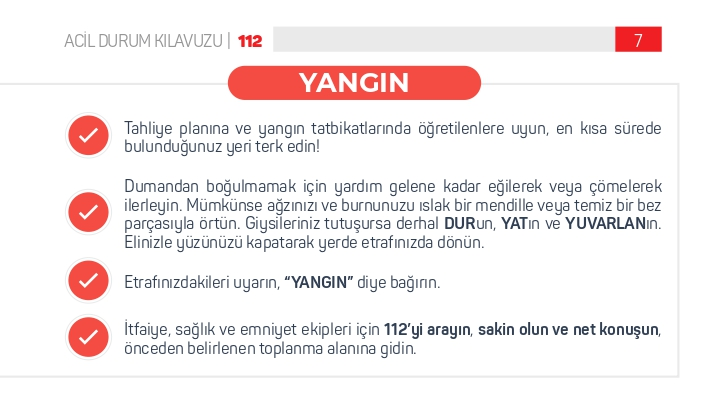 ACİL DURUM KILAVUZU | 112
7
YANGIN
Tahliye planına ve yangın tatbikatlarında öğretilenlere uyun, en kısa sürede
bulunduğunuz yeri terk edin!
Dumandan boğulmamak için yardım gelene kadar eğilerek veya çömelerek
ilerleyin. Mümkünse ağzınızı ve burnunuzu ıslak bir mendille veya temiz bir bez
parçasıyla örtün. Giysileriniz tutuşursa derhal DURun, YATın ve YUVARLANın.
Elinizle yüzünüzü kapatarak yerde etrafınızda dönün.
Etrafınızdakileri uyarın, “YANGIN” diye bağırın.
İtfaiye, sağlık ve emniyet ekipleri için 112’yi arayın, sakin olun ve net konuşun,
önceden belirlenen toplanma alanına gidin.